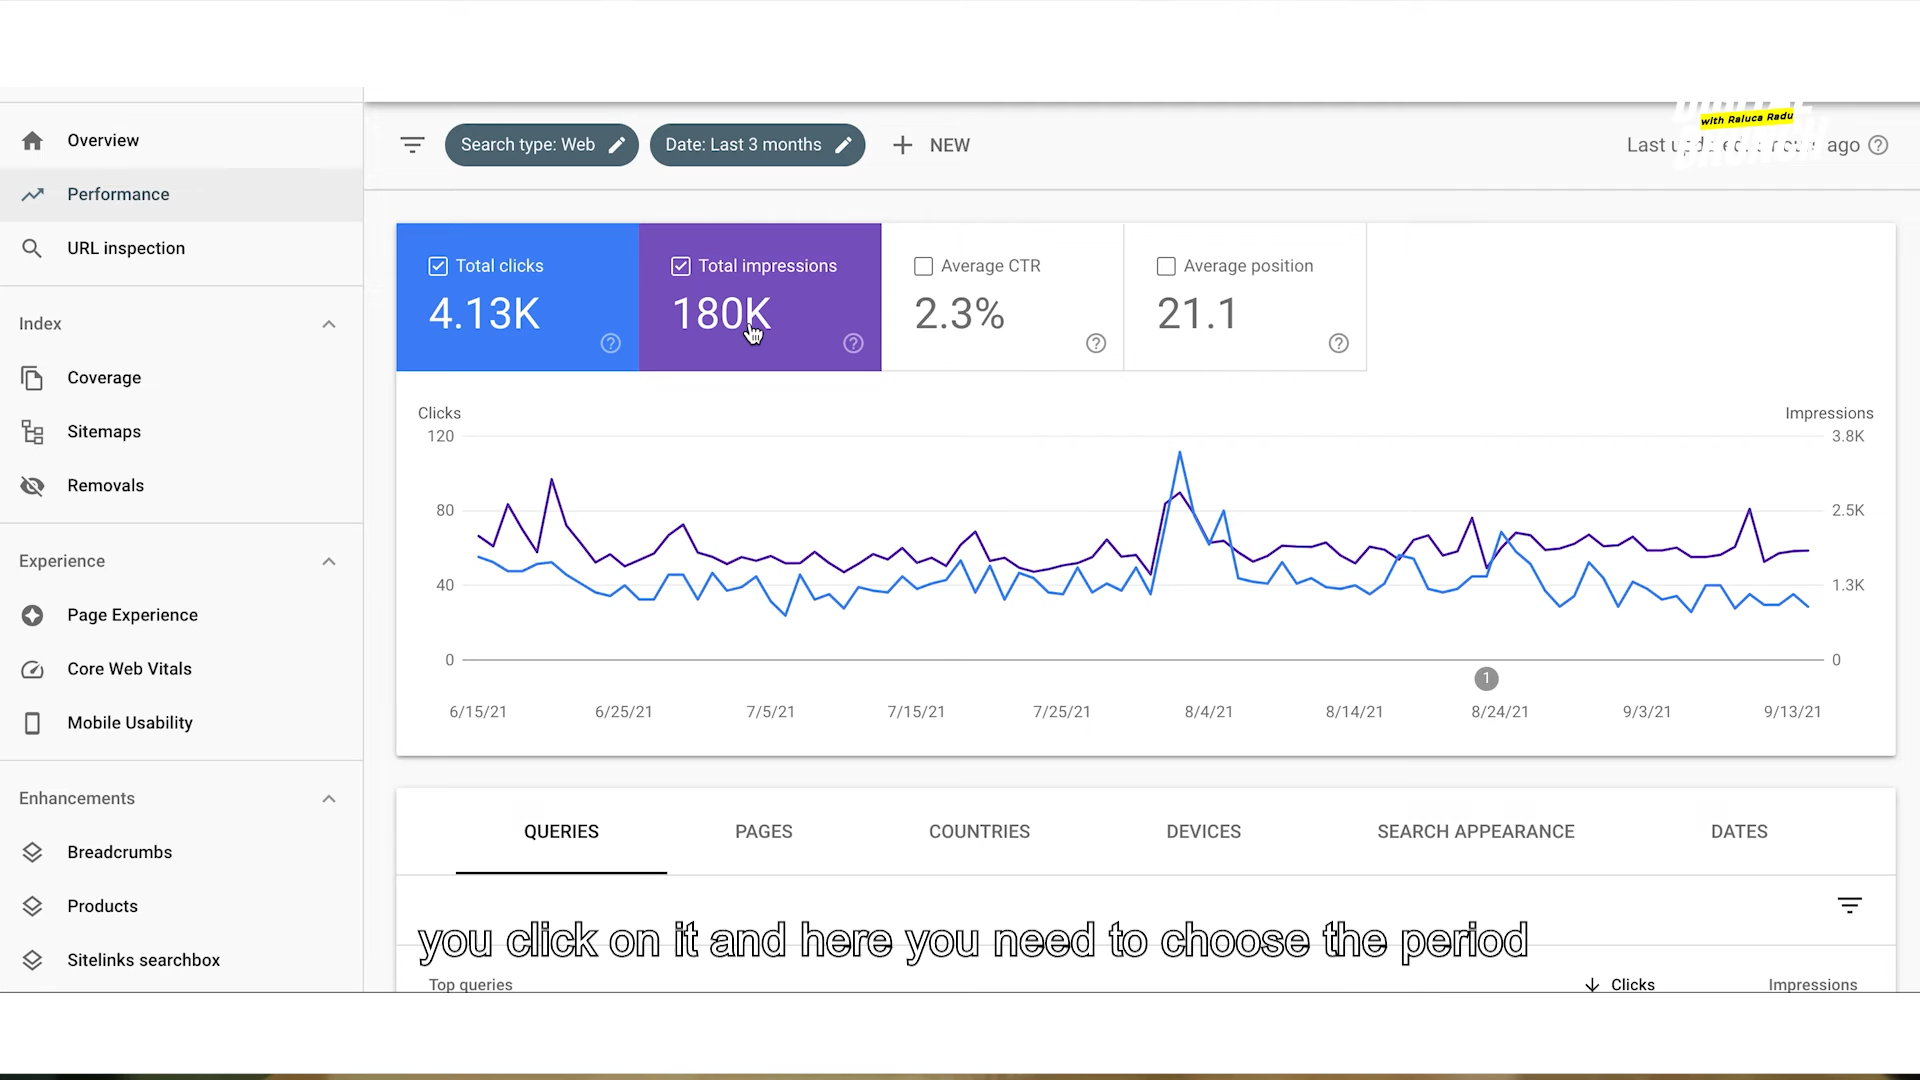 with Raluca Radu
Overview
Performance
URL inspection
Index
Coverage
Sitemaps
Removals
Experience
Page Experience
Core Web Vitals
Mobile Usability
Enhancements
Breadcrumbs
Products
Sitelinks searchbox
Search type: Web
Date: Last 3 months
NEW
Last ago
Total clicks
4.13K
Total impressions
180K
Average CTR
2.3%
Average position
21.1
Clicks
Impressions
120
80
40
0
3.8K
2.5K
1.3K
0
1
6/15/21 6/25/21 7/5/21 7/15/21 7/25/21 8/4/21 8/14/21 8/24/21 9/3/21 9/13/21
QUERIES PAGES COUNTRIES DEVICES SEARCH APPEARANCE DATES
you click on it and here you need to choose the period
Top queries Clicks Impressions